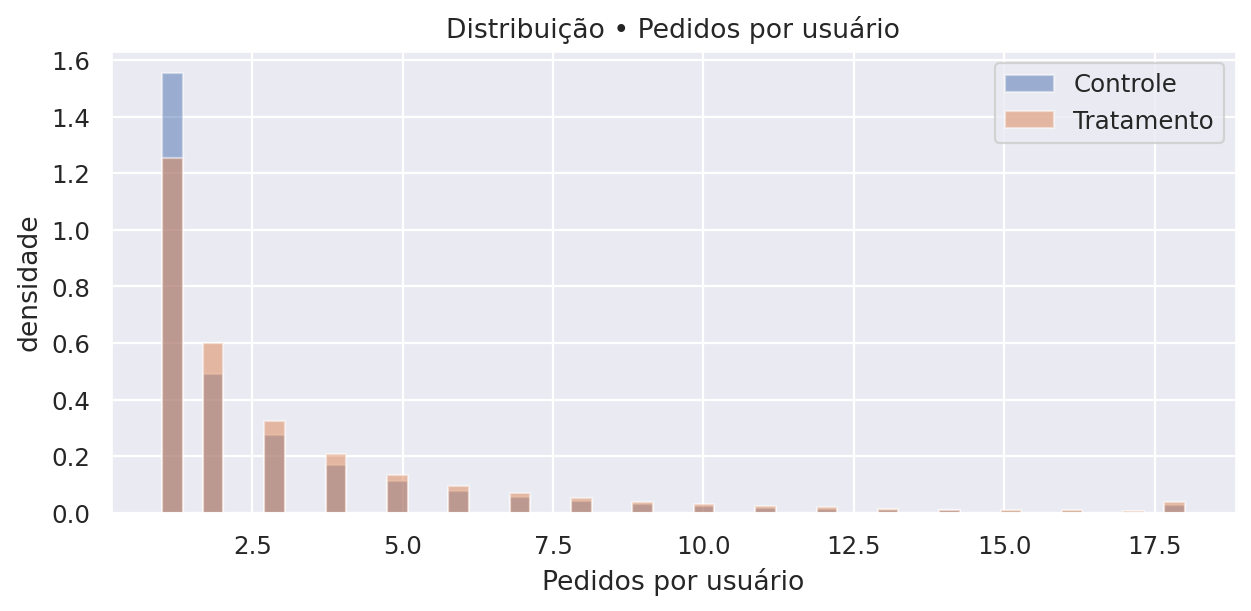 Distribuição • Pedidos por usuário
Controle
Tratamento
densidade
1.6
1.4
1.2
1.0
0.8
0.6
0.4
0.2
0.0
2.5 5.0 7.5 10.0 12.5 15.0 17.5
Pedidos por usuário